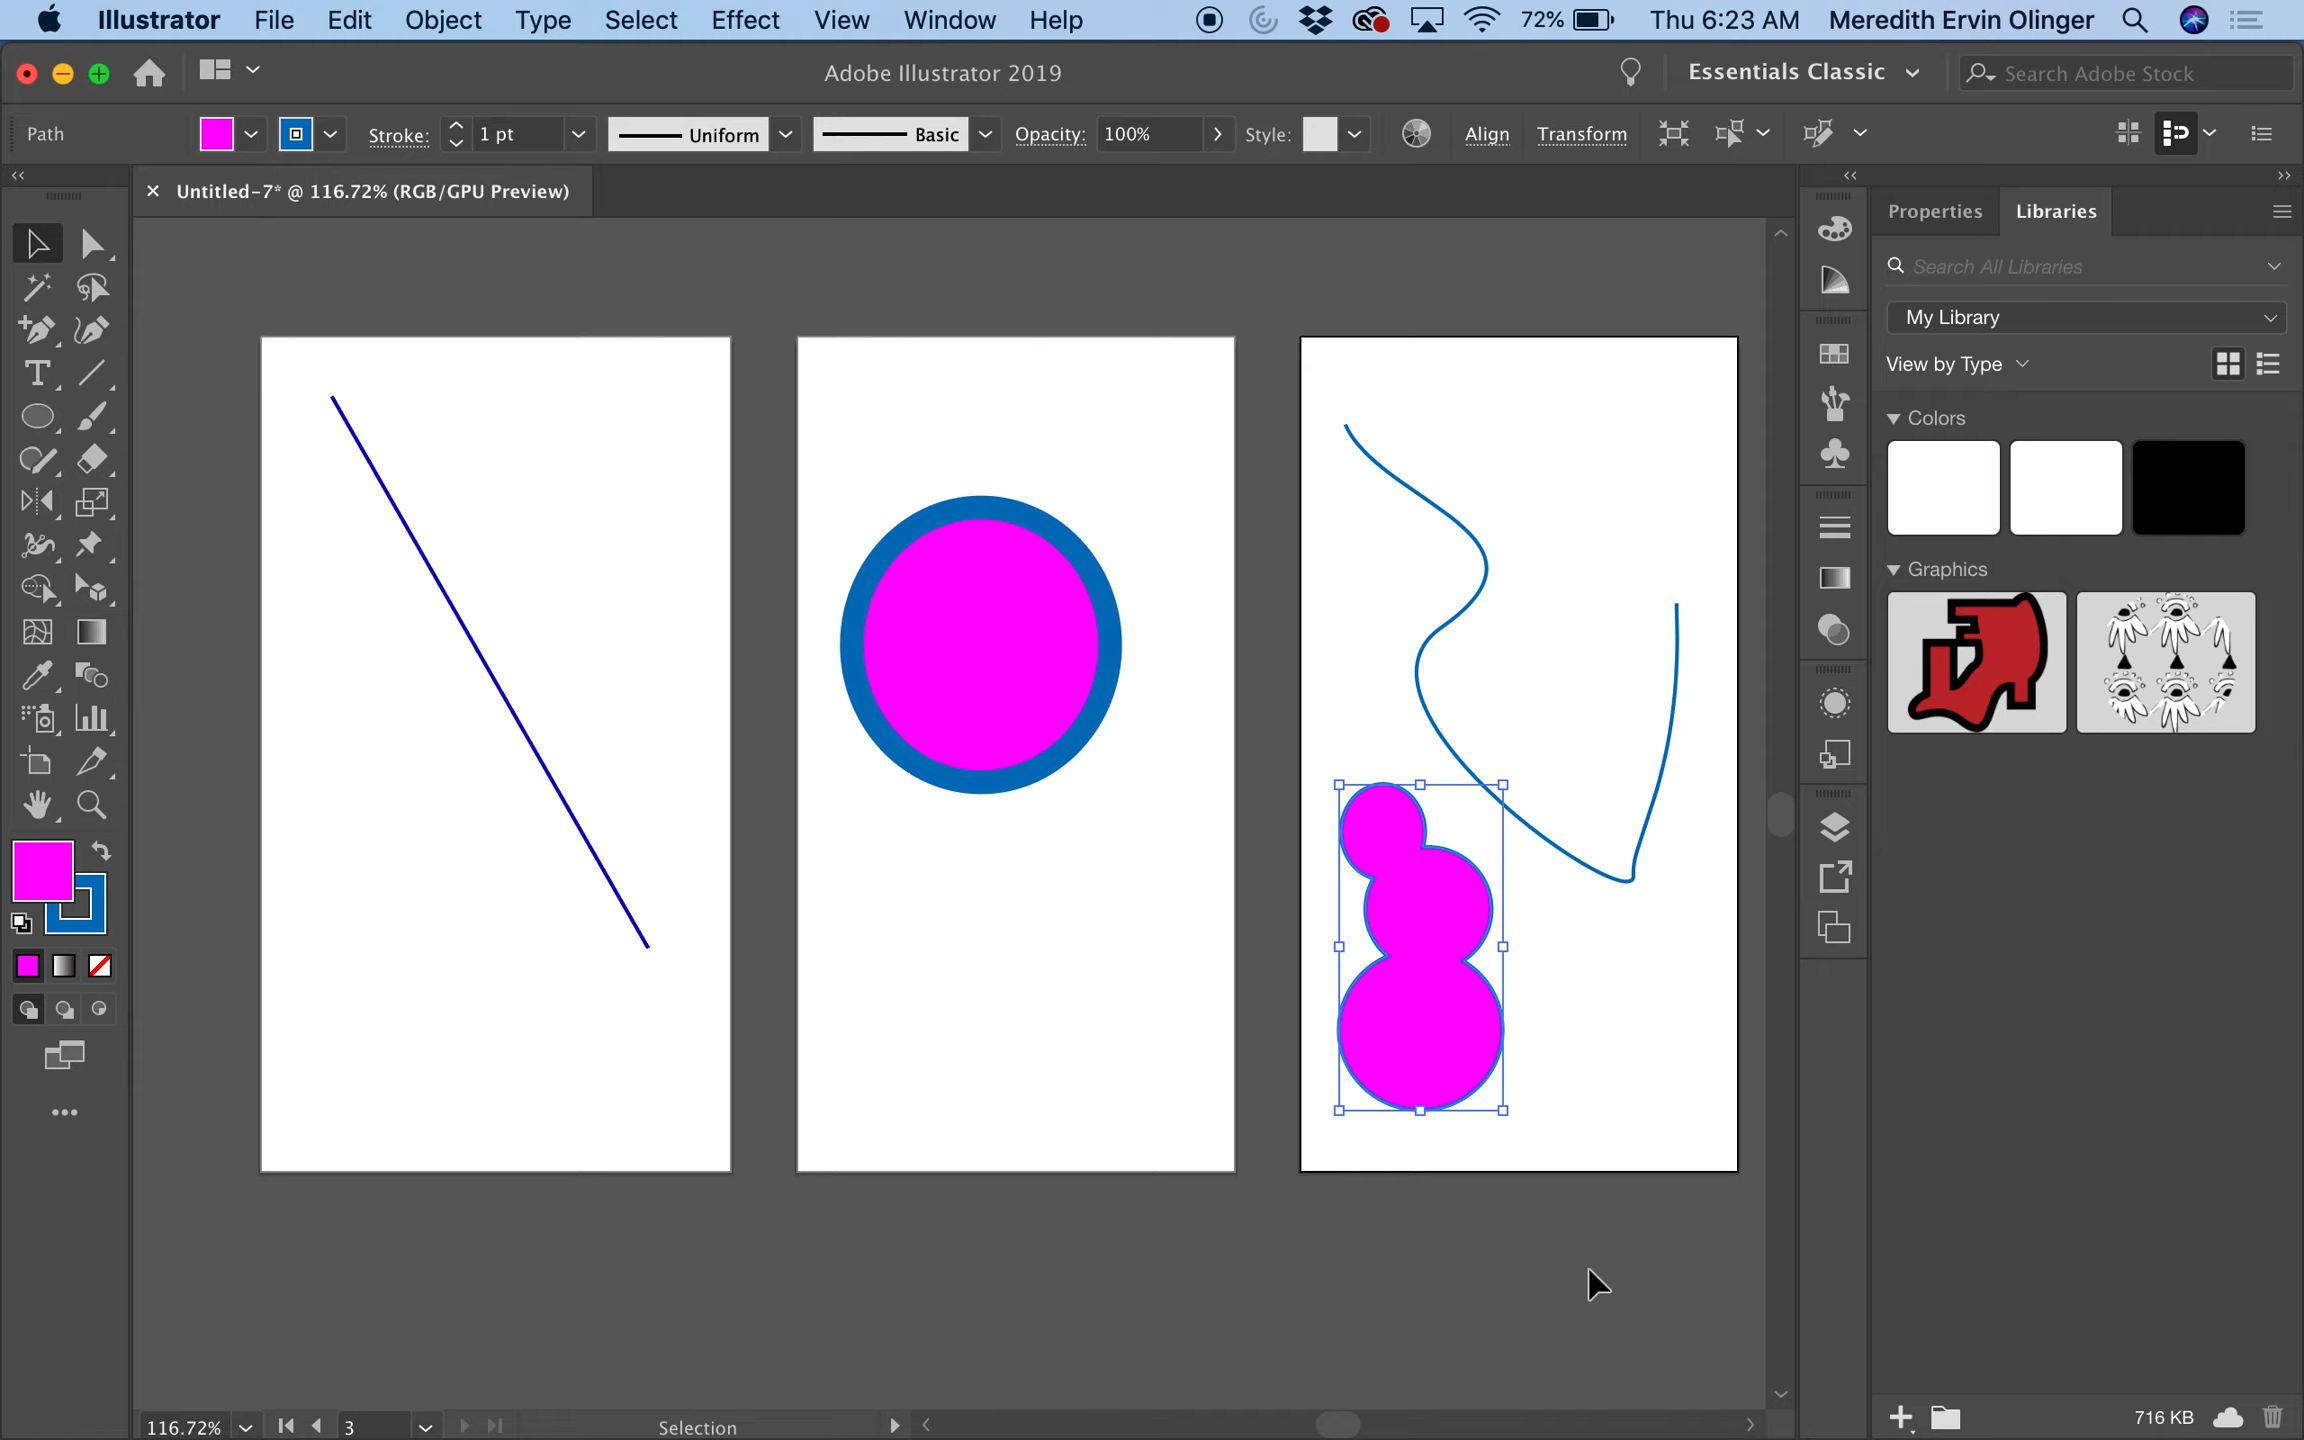 Illustrator File Edit Object Type Select Effect View Window Help 72% Thu 6:23 AM Meredith Ervin Olinger
Adobe Illustrator 2019 Essentials Classic Search Adobe Stock
Path Stroke: 1 pt Uniform Basic Opacity: 100% Style: Align Transform
Untitled-7* @ 116.72% (RGB/GPU Preview)
Properties Libraries
Search All Libraries
My Library
View by Type
Colors
Graphics
116.72% 3 Selection 716 KB